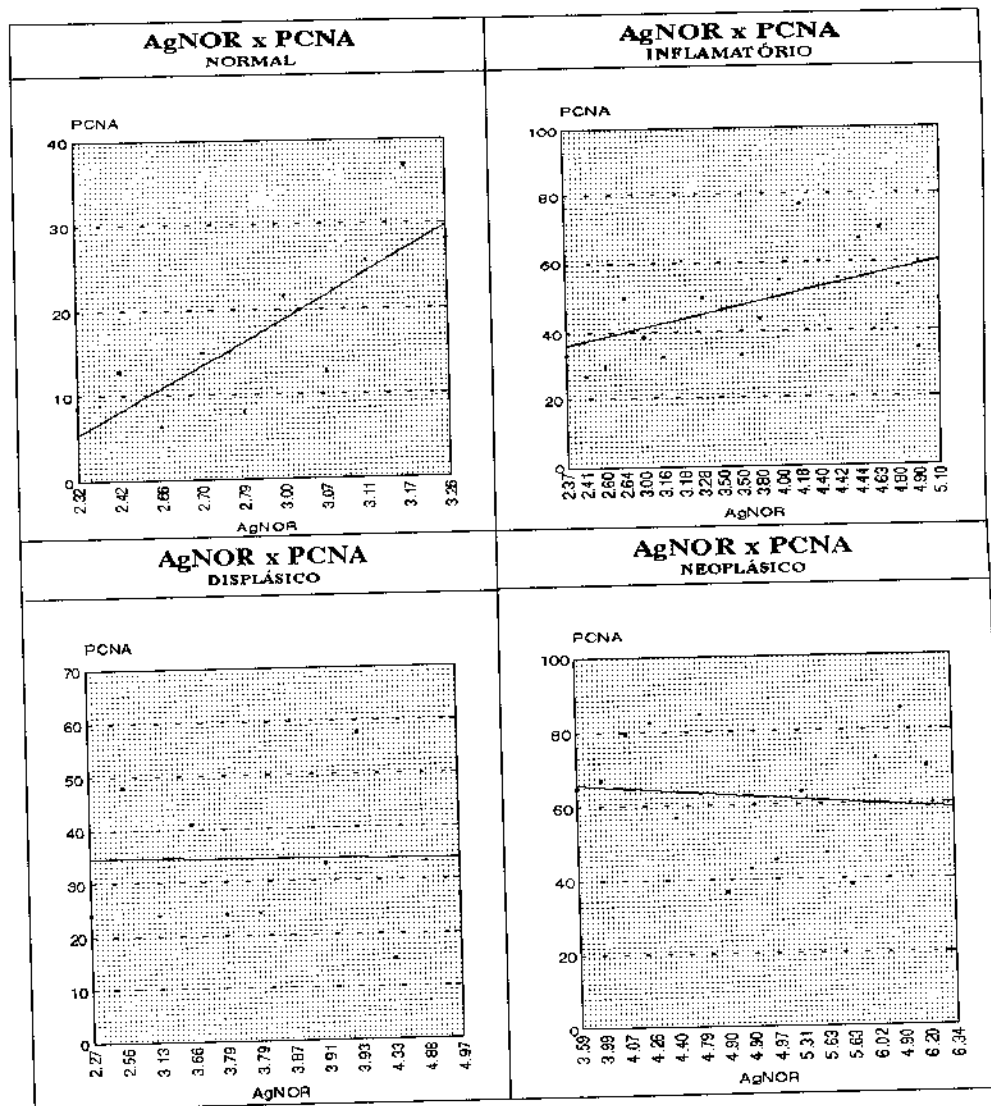 AgNOR x PCNA
NORMAL
PCNA
40
30
20
10
0
2.32 2.42 2.66 2.70 2.79 3.00 3.07 3.11 3.17 3.26
AgNOR
AgNOR x PCNA
INFLAMATÓRIO
PCNA
100
80
60
40
20
0
2.37 2.41 2.60 2.64 3.00 3.16 3.18 3.28 3.50 3.50 3.80 4.00 4.18 4.40 4.42 4.44 4.63 4.80 4.90 5.10
AgNOR
AgNOR x PCNA
DISPLÁSICO
PCNA
70
60
50
40
30
20
10
0
2.27 2.56 3.13 3.66 3.79 3.79 3.87 3.91 3.93 4.33 4.88 4.97
AgNOR
AgNOR x PCNA
NEOPLÁSICO
PCNA
100
80
60
40
20
0
3.59 3.99 4.07 4.26 4.40 4.79 4.90 4.90 4.97 5.31 5.63 5.63 6.02 4.90 6.20 6.34
AgNOR